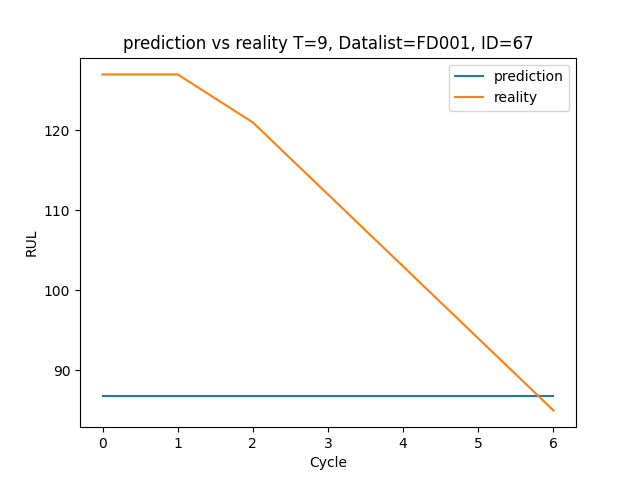 prediction vs reality T=9, Datalist=FD001, ID=67
prediction
reality
120
110
100
90
RUL
0 1 2 3 4 5 6
Cycle